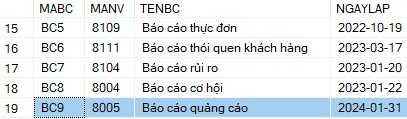 MABC MANV TENBC NGAYLAP
15 BC5 8109 Báo cáo thực đơn 2022-10-19
16 BC6 8111 Báo cáo thói quen khách hàng 2023-03-17
17 BC7 8104 Báo cáo rủi ro 2023-01-20
18 BC8 8004 Báo cáo cơ hội 2023-01-22
19 BC9 8005 Báo cáo quảng cáo 2024-01-31